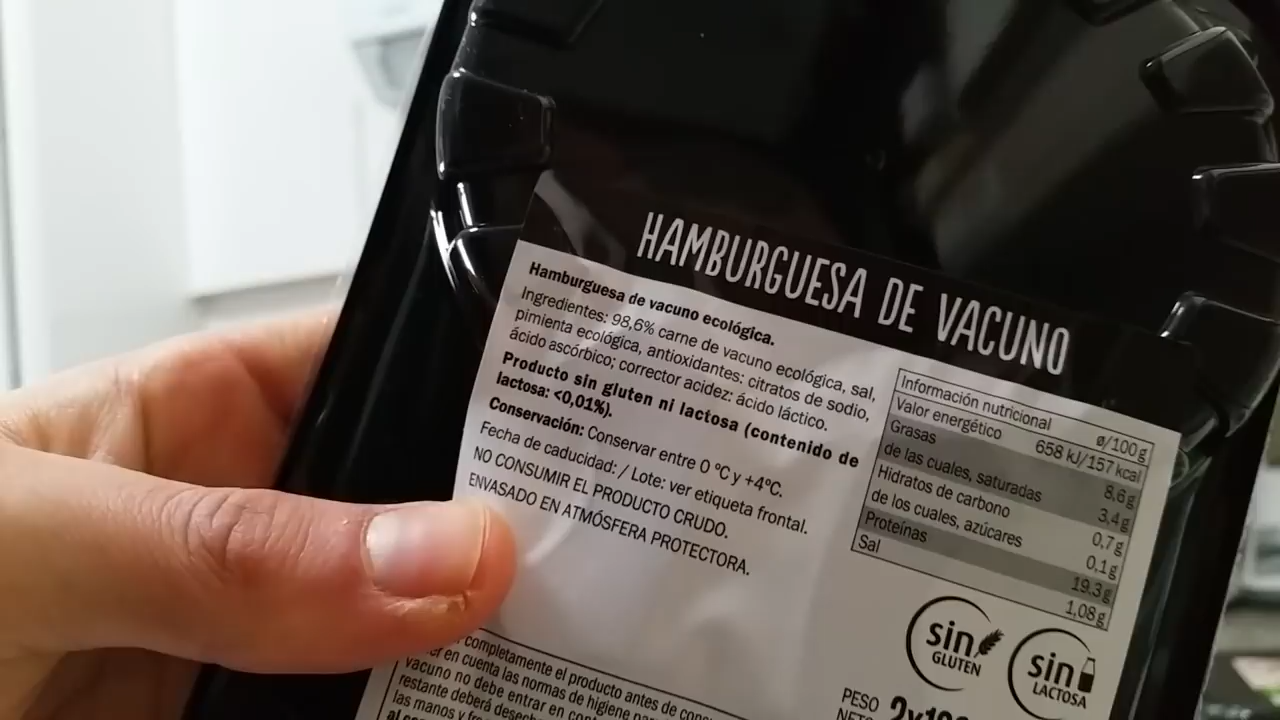 HAMBURGUESA DE VACUNO
Hamburguesa de vacuno ecológica.
Ingredientes: 98,6% carne de vacuno ecológica, sal,
pimienta ecológica, antioxidantes: citratos de sodio,
ácido ascórbico; corrector acidez: ácido láctico.
Producto sin gluten ni lactosa (contenido de
lactosa: <0,01%).
Conservación: Conservar entre 0 °C y +4°C.
Fecha de caducidad: / Lote: ver etiqueta frontal.
NO CONSUMIR EL PRODUCTO CRUDO.
ENVASADO EN ATMÓSFERA PROTECTORA.
Información nutricional ø/100g
Valor energético 658 kJ/157 kcal
Grasas 8,6g
de las cuales, saturadas 3,4g
Hidratos de carbono 0,7g
de los cuales, azúcares 0,1g
Proteínas 19.3g
Sal 1,08g
sin
GLUTEN
sin
LACTOSA
PESO
NETO
completamente el producto antes de
en cuenta las normas de higiene
vacuno no debe entrar en
restante deberá
las manos y